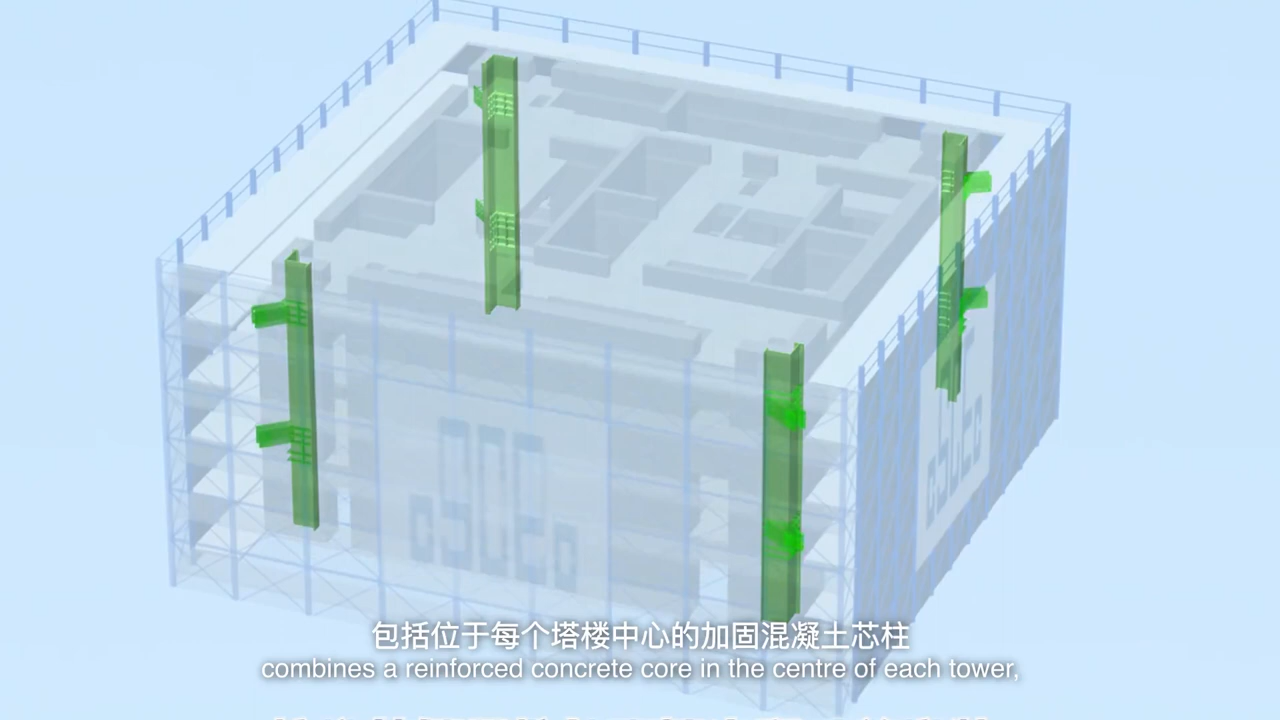 包括位于每个塔楼中心的加固混凝土芯柱
combines a reinforced concrete core in the centre of each tower,